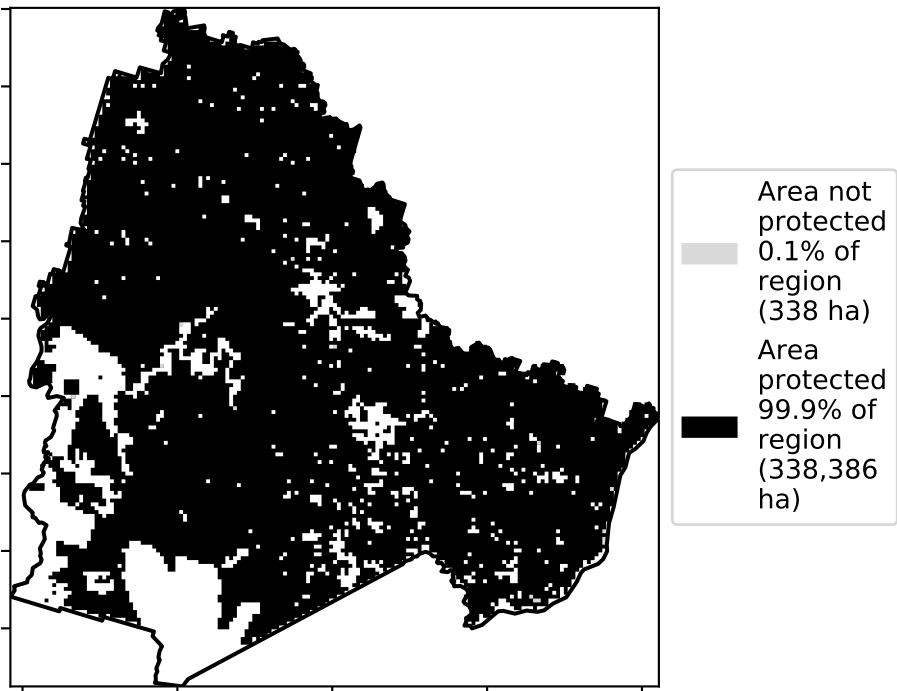 Area not
protected
0.1% of
region
(338 ha)
Area
protected
99.9% of
region
(338,386
ha)